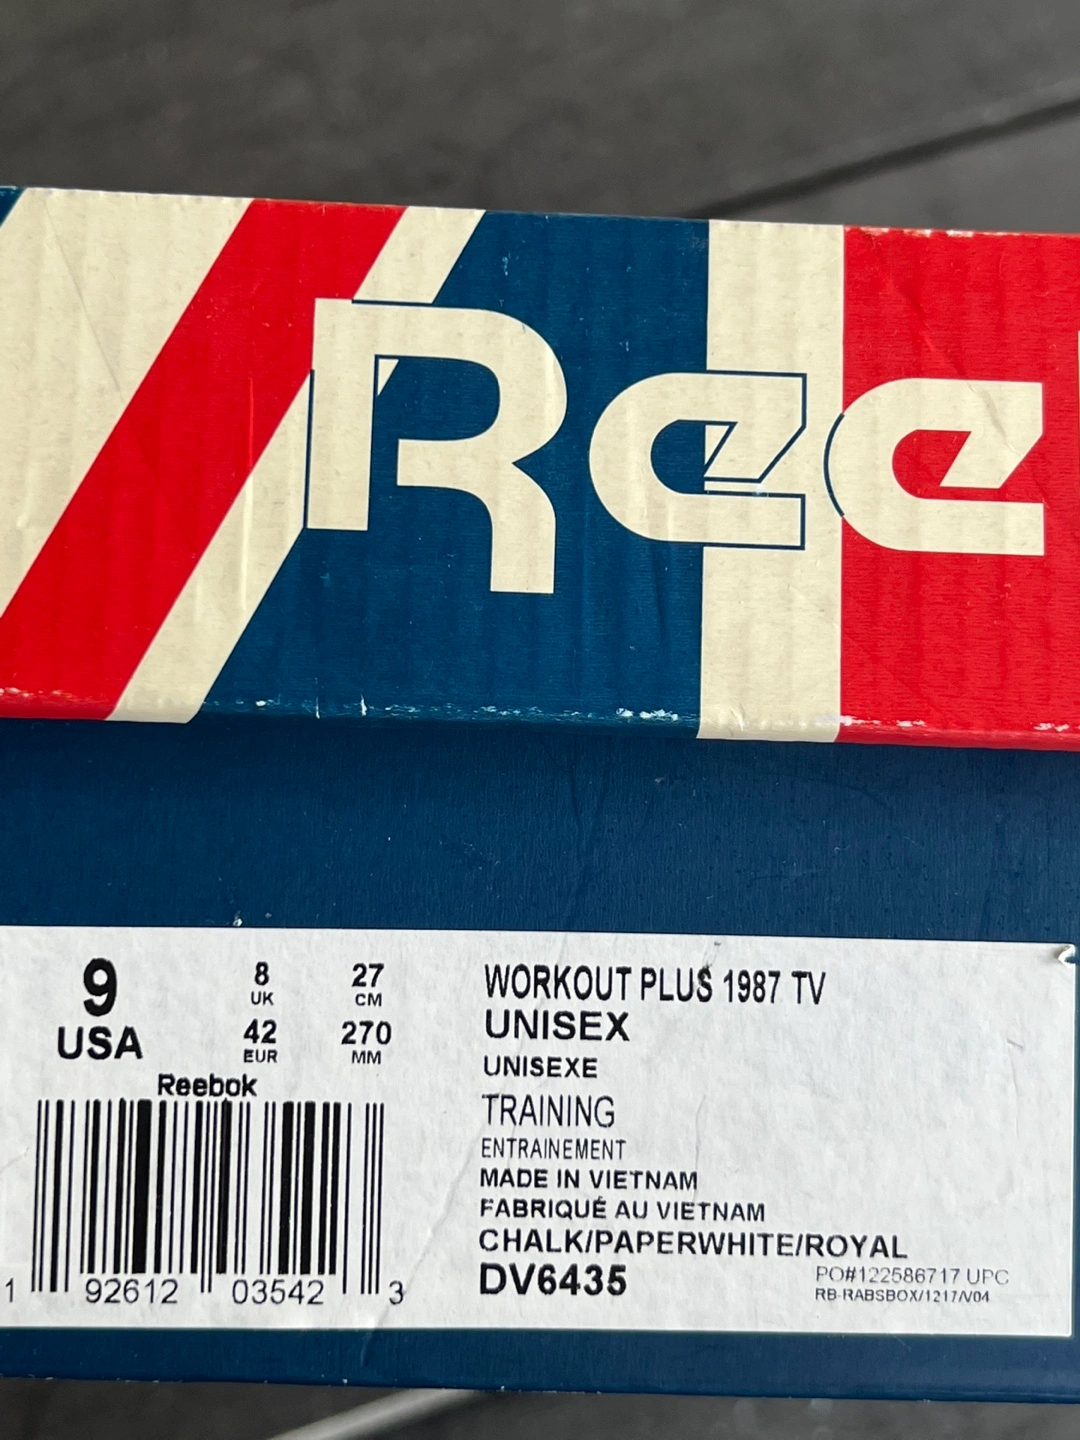 Ree
9
USA
8
UK
27
CM
42
EUR
270
MM
Reebok
1 92612 03542 3
WORKOUT PLUS 1987 TV
UNISEX
UNISEXE
TRAINING
ENTRAINEMENT
MADE IN VIETNAM
FABRIQUÉ AU VIETNAM
CHALK/PAPERWHITE/ROYAL
DV6435
PO#122586717 UPC
RB-RABSBOX/1217/V04